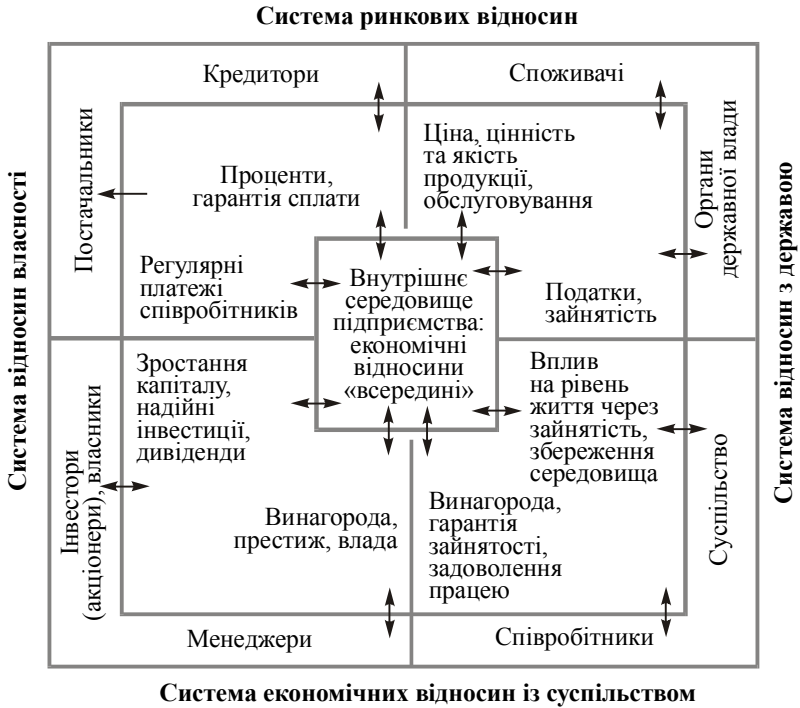 Система ринкових відносин
Кредитори
Споживачі
Постачальники
Органи
державної влади
Проценти,
гарантія сплати
Ціна, цінність
та якість
продукції,
обслуговування
Регулярні
платежі
співробітників
Внутрішнє
середовище
підприємства:
економічні
відносини
«всередині»
Податки,
зайнятість
Система відносин власності
Система відносин з державою
Зростання
капіталу,
надійні
інвестиції,
дивіденди
Вплив
на рівень
життя через
зайнятість,
збереження
середовища
Інвестори
(акціонери), власники
Суспільство
Винагорода,
престиж, влада
Винагорода,
гарантія
зайнятості,
задоволення
працею
Менеджери
Співробітники
Система економічних відносин із суспільством